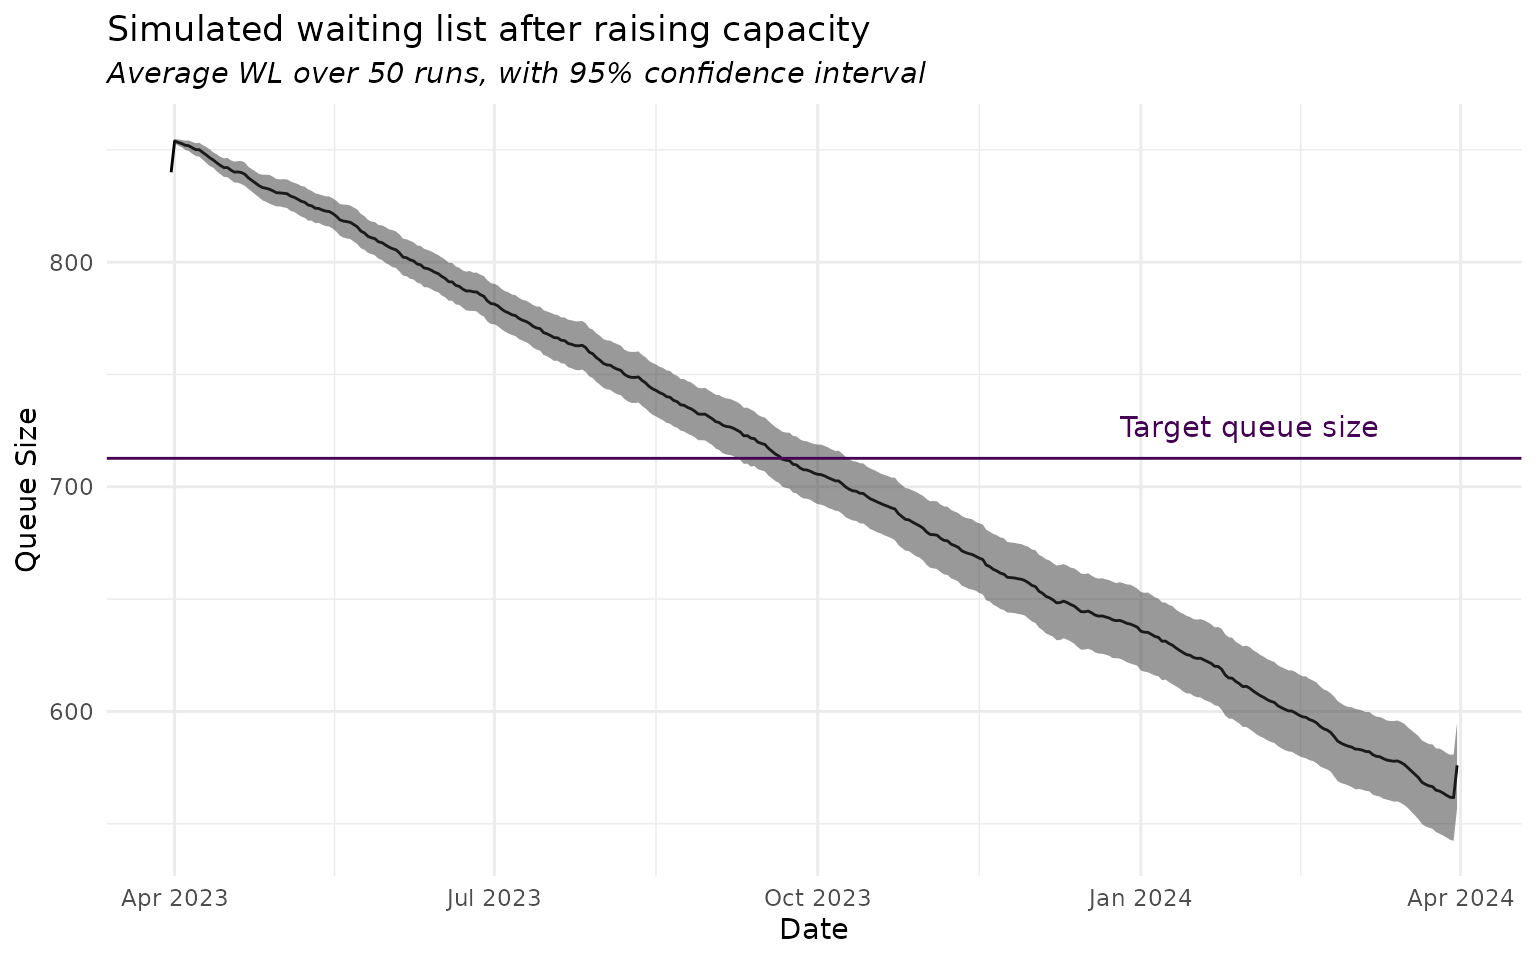 Simulated waiting list after raising capacity
Average WL over 50 runs, with 95% confidence interval
Queue Size
800
700
600
Target queue size
Apr 2023
Jul 2023
Oct 2023
Jan 2024
Apr 2024
Date